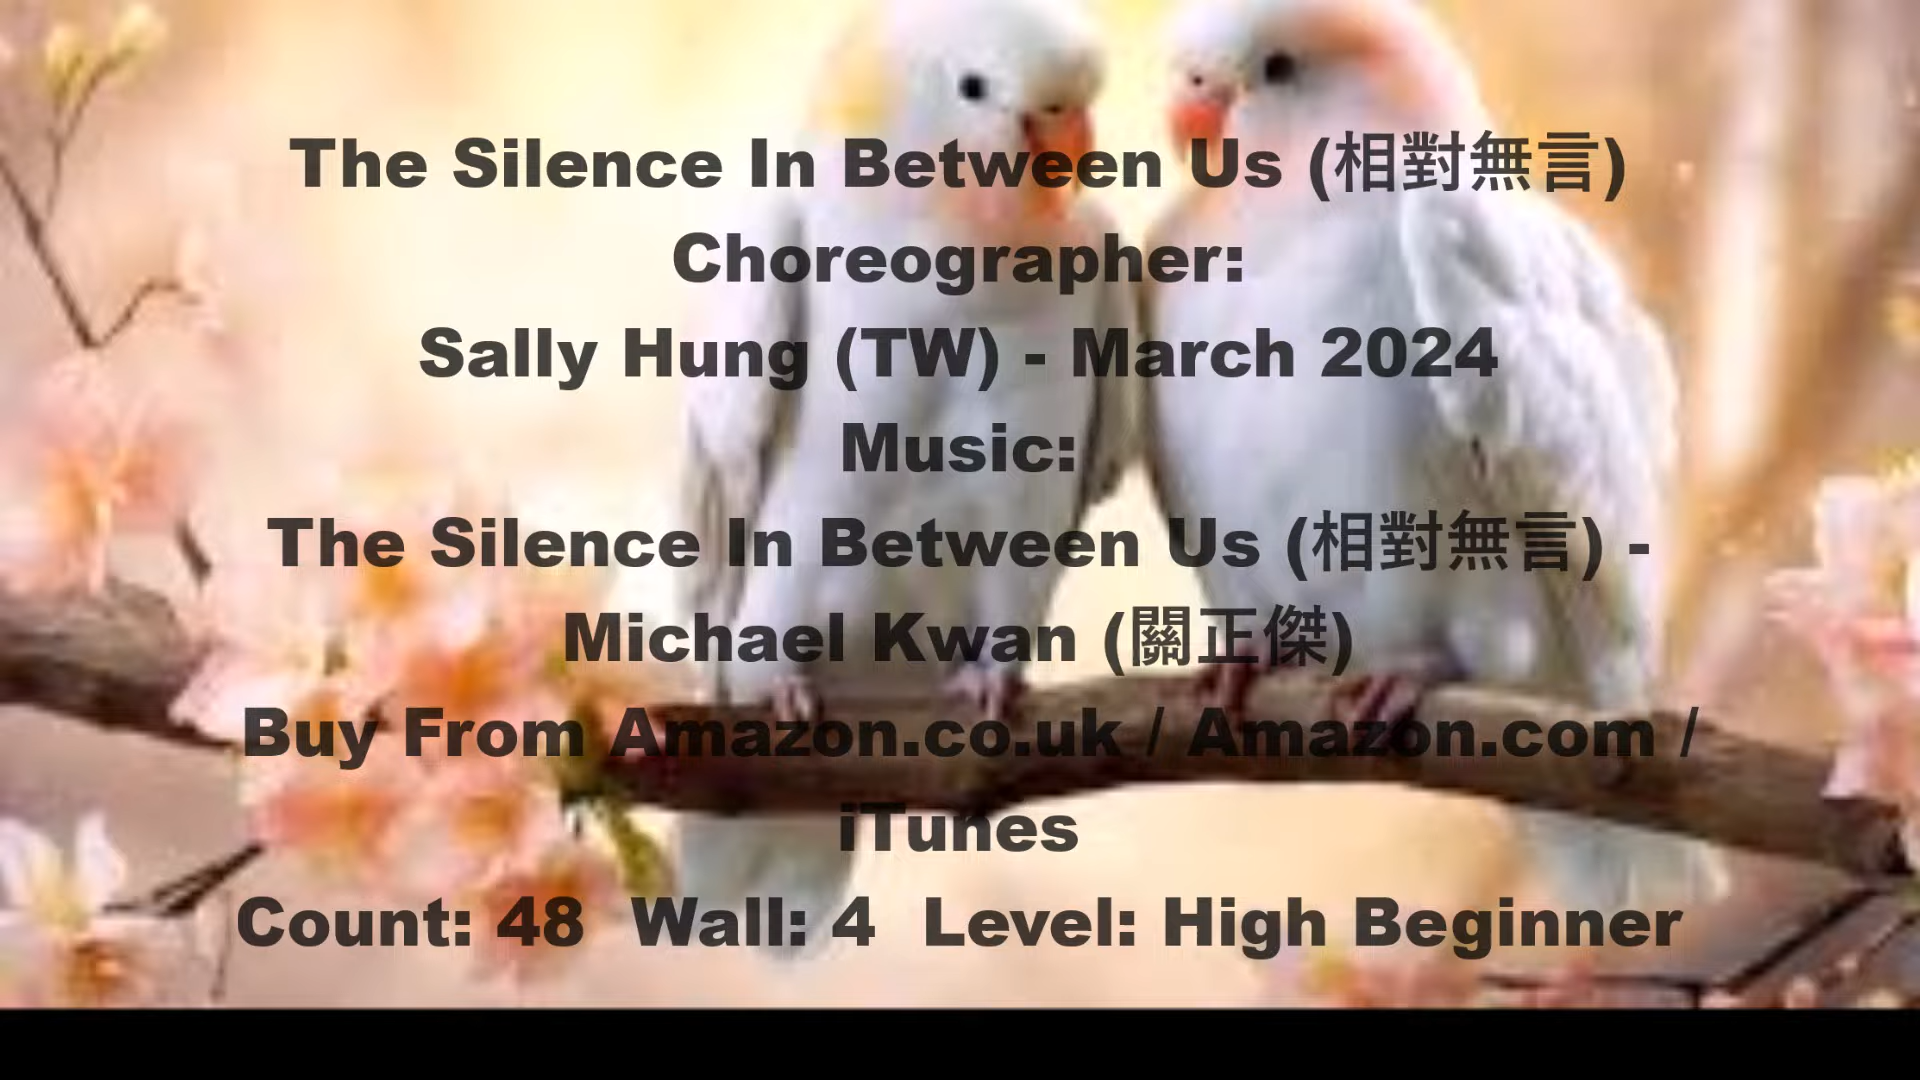 The Silence In Between Us (相對無言)
Choreographer:
Sally Hung (TW) - March 2024
Music:
The Silence In Between Us (相對無言) -
Michael Kwan (關正傑)
Buy From Amazon.co.uk / Amazon.com /
iTunes
Count: 48  Wall: 4  Level: High Beginner